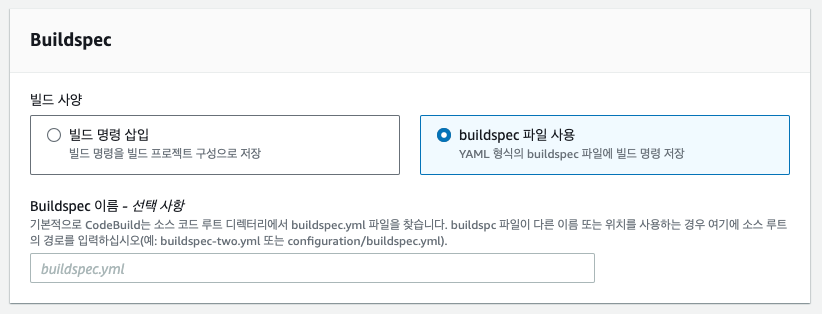 Buildspec
빌드 사양
빌드 명령 삽입
빌드 명령을 빌드 프로젝트 구성으로 저장
buildspec 파일 사용
YAML 형식의 buildspec 파일에 빌드 명령 저장
Buildspec 이름 - 선택 사항
기본적으로 CodeBuild는 소스 코드 루트 디렉터리에서 buildspec.yml 파일을 찾습니다. buildspc 파일이 다른 이름 또는 위치를 사용하는 경우 여기에 소스 루트
의 경로를 입력하십시오(예: buildspec-two.yml 또는 configuration/buildspec.yml).
buildspec.yml